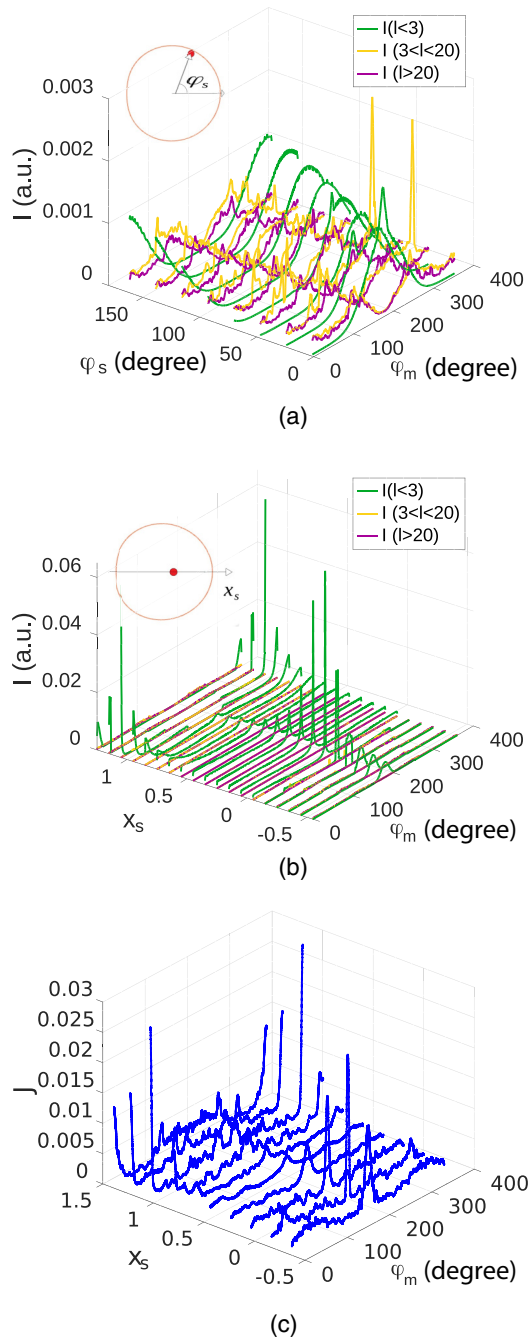 I(l<3)
I (3<l<20)
I (l>20)
φs
0.003
0.002
0.001
0
I (a.u.)
150
100
50
0
φs (degree)
0
100
200
300
400
φm (degree)
(a)
I(l<3)
I (3<l<20)
I (l>20)
xs
0.06
0.04
0.02
0
I (a.u.)
1
0.5
0
-0.5
xs
0
100
200
300
400
φm (degree)
(b)
0.03
0.025
0.02
0.015
0.01
0.005
0
J
1.5
1
0.5
0
-0.5
xs
0
100
200
300
400
φm (degree)
(c)